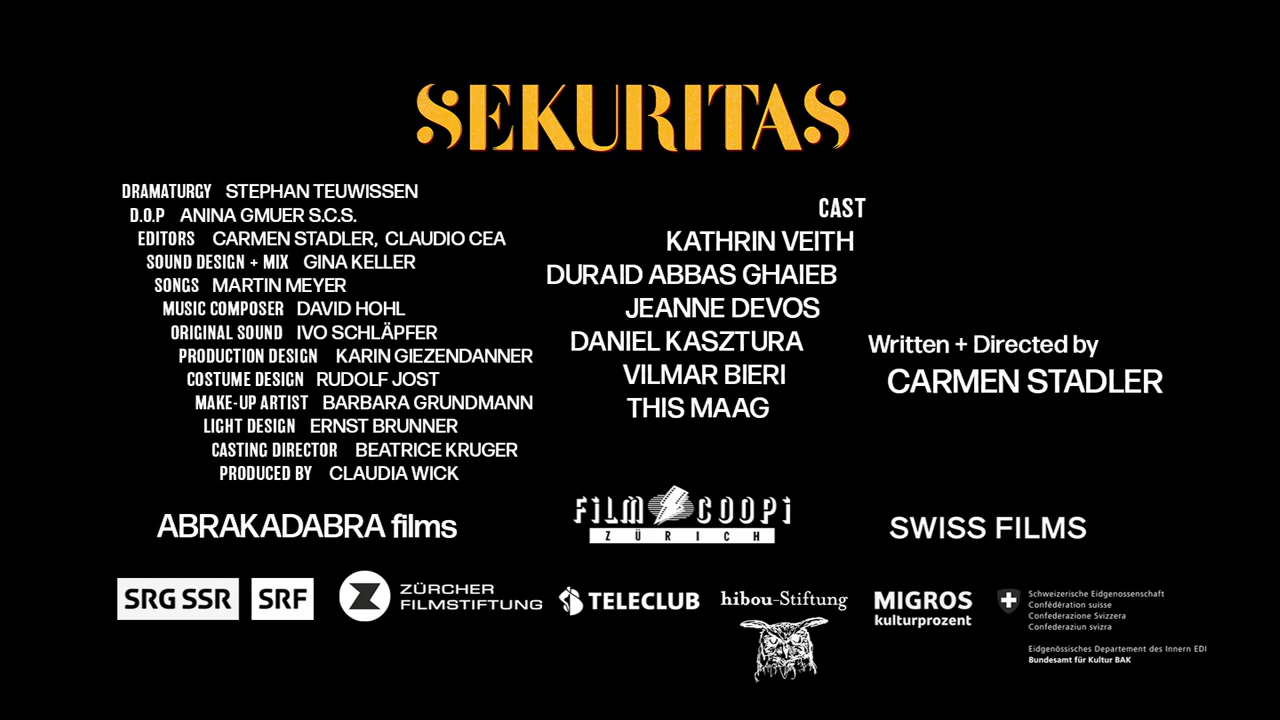 SEKURITAS
DRAMATURGY STEPHAN TEUWISSEN
D.O.P ANINA GMUER S.C.S.
EDITORS CARMEN STADLER, CLAUDIO CEA
SOUND DESIGN + MIX GINA KELLER
SONGS MARTIN MEYER
MUSIC COMPOSER DAVID HOHL
ORIGINAL SOUND IVO SCHLÄPFER
PRODUCTION DESIGN KARIN GIEZENDANNER
COSTUME DESIGN RUDOLF JOST
MAKE-UP ARTIST BARBARA GRUNDMANN
LIGHT DESIGN ERNST BRUNNER
CASTING DIRECTOR BEATRICE KRUGER
PRODUCED BY CLAUDIA WICK
CAST
KATHRIN VEITH
DURAID ABBAS GHAIEB
JEANNE DEVOS
DANIEL KASZTURA
VILMAR BIERI
THIS MAAG
Written + Directed by
CARMEN STADLER
ABRAKADABRA films
FiLM COOPi
ZÜRICH
SWISS FILMS
SRG SSR
SRF
ZÜRCHER
FILMSTIFTUNG
TELECLUB
hibou-Stiftung
MIGROS
kulturprozent
Schweizerische Eidgenossenschaft
Confédération suisse
Confederazione Svizzera
Confederaziun svizra
Eidgenössisches Departement des Innern EDI
Bundesamt für Kultur BAK